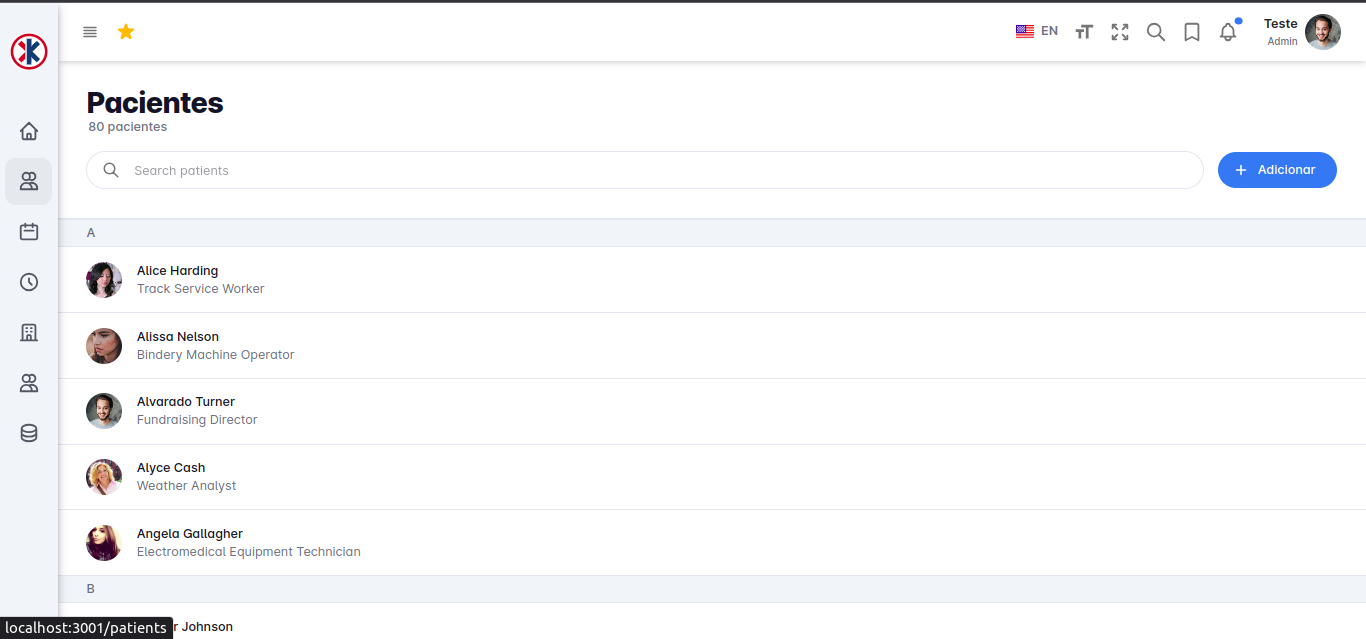 EN
Teste
Admin
Pacientes
80 pacientes
Search patients
+ Adicionar
A
Alice Harding
Track Service Worker
Alissa Nelson
Bindery Machine Operator
Alvarado Turner
Fundraising Director
Alyce Cash
Weather Analyst
Angela Gallagher
Electromedical Equipment Technician
B
Johnson
localhost:3001/patients